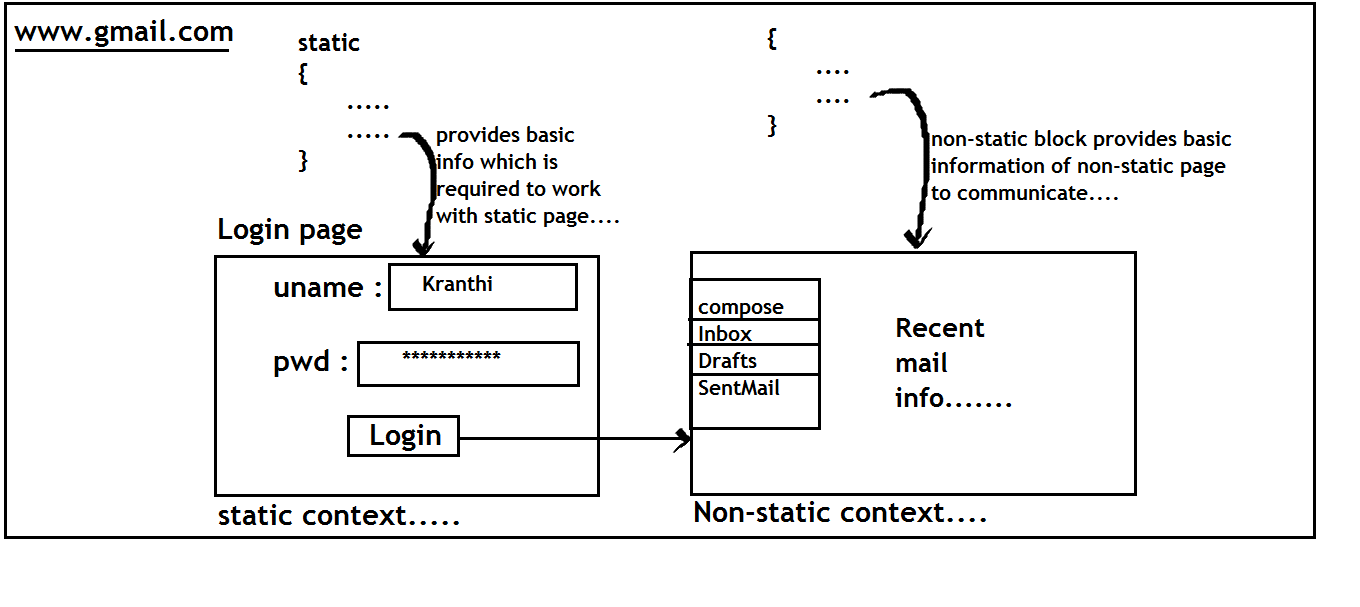 www.gmail.com
static
{
.....
.....
}
provides basic
info which is
required to work
with static page....
{
....
....
}
non-static block provides basic
information of non-static page
to communicate....
Login page
uname : Kranthi
pwd : ***********
Login
static context.....
compose
Inbox
Drafts
SentMail
Recent
mail
info.......
Non-static context....